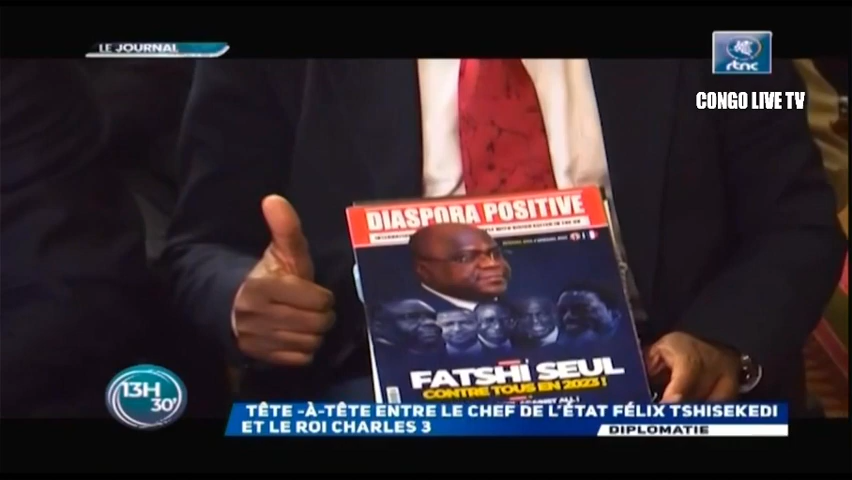 LE JOURNAL
rtnc
CONGO LIVE TV
DIASPORA POSITIVE
FATSHI SEUL
CONTRE TOUS EN 2023 !
13H
30'
TÊTE -À-TÊTE ENTRE LE CHEF DE L'ÉTAT FÉLIX TSHISEKEDI
ET LE ROI CHARLES 3
DIPLOMATIE